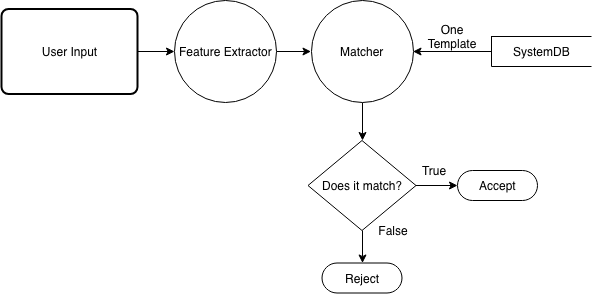 User Input
Feature Extractor
Matcher
One
Template
SystemDB
Does it match?
True
Accept
False
Reject